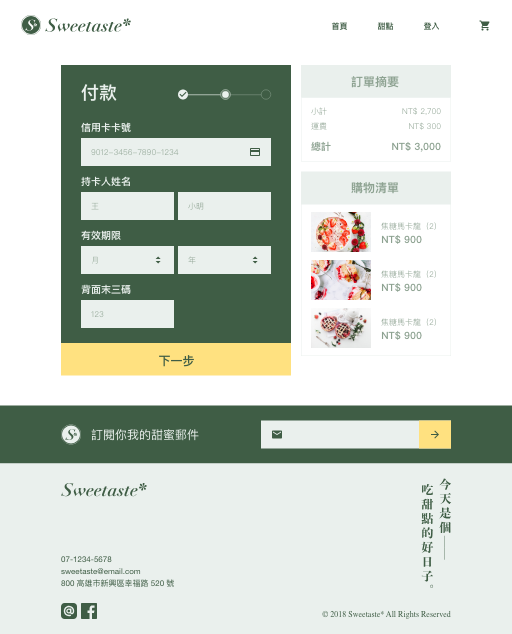 Sweetaste*
首頁 甜點 登入
付款
信用卡卡號
9012-3456-7890-1234
持卡人姓名
王 小明
有效期限
月 年
背面末三碼
123
下一步
訂單摘要
小計 NT$ 2,700
運費 NT$ 300
總計 NT$ 3,000
購物清單
焦糖馬卡龍 (2)
NT$ 900
焦糖馬卡龍 (2)
NT$ 900
焦糖馬卡龍 (2)
NT$ 900
訂閱你我的甜蜜郵件
Sweetaste*
07-1234-5678
sweetaste@email.com
800 高雄市新興區幸福路 520 號
今天是個
吃甜點的好日子。
© 2018 Sweetaste* All Rights Reserved